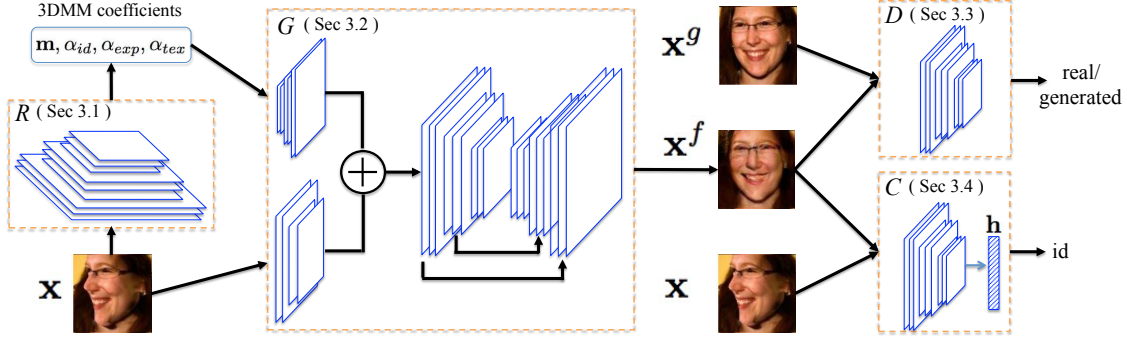 3DMM coefficients
m, α_id, α_exp, α_tex
R ( Sec 3.1 )
x
G ( Sec 3.2 )
x^g
x^f
x
D ( Sec 3.3 )
real/
generated
C ( Sec 3.4 )
h
id